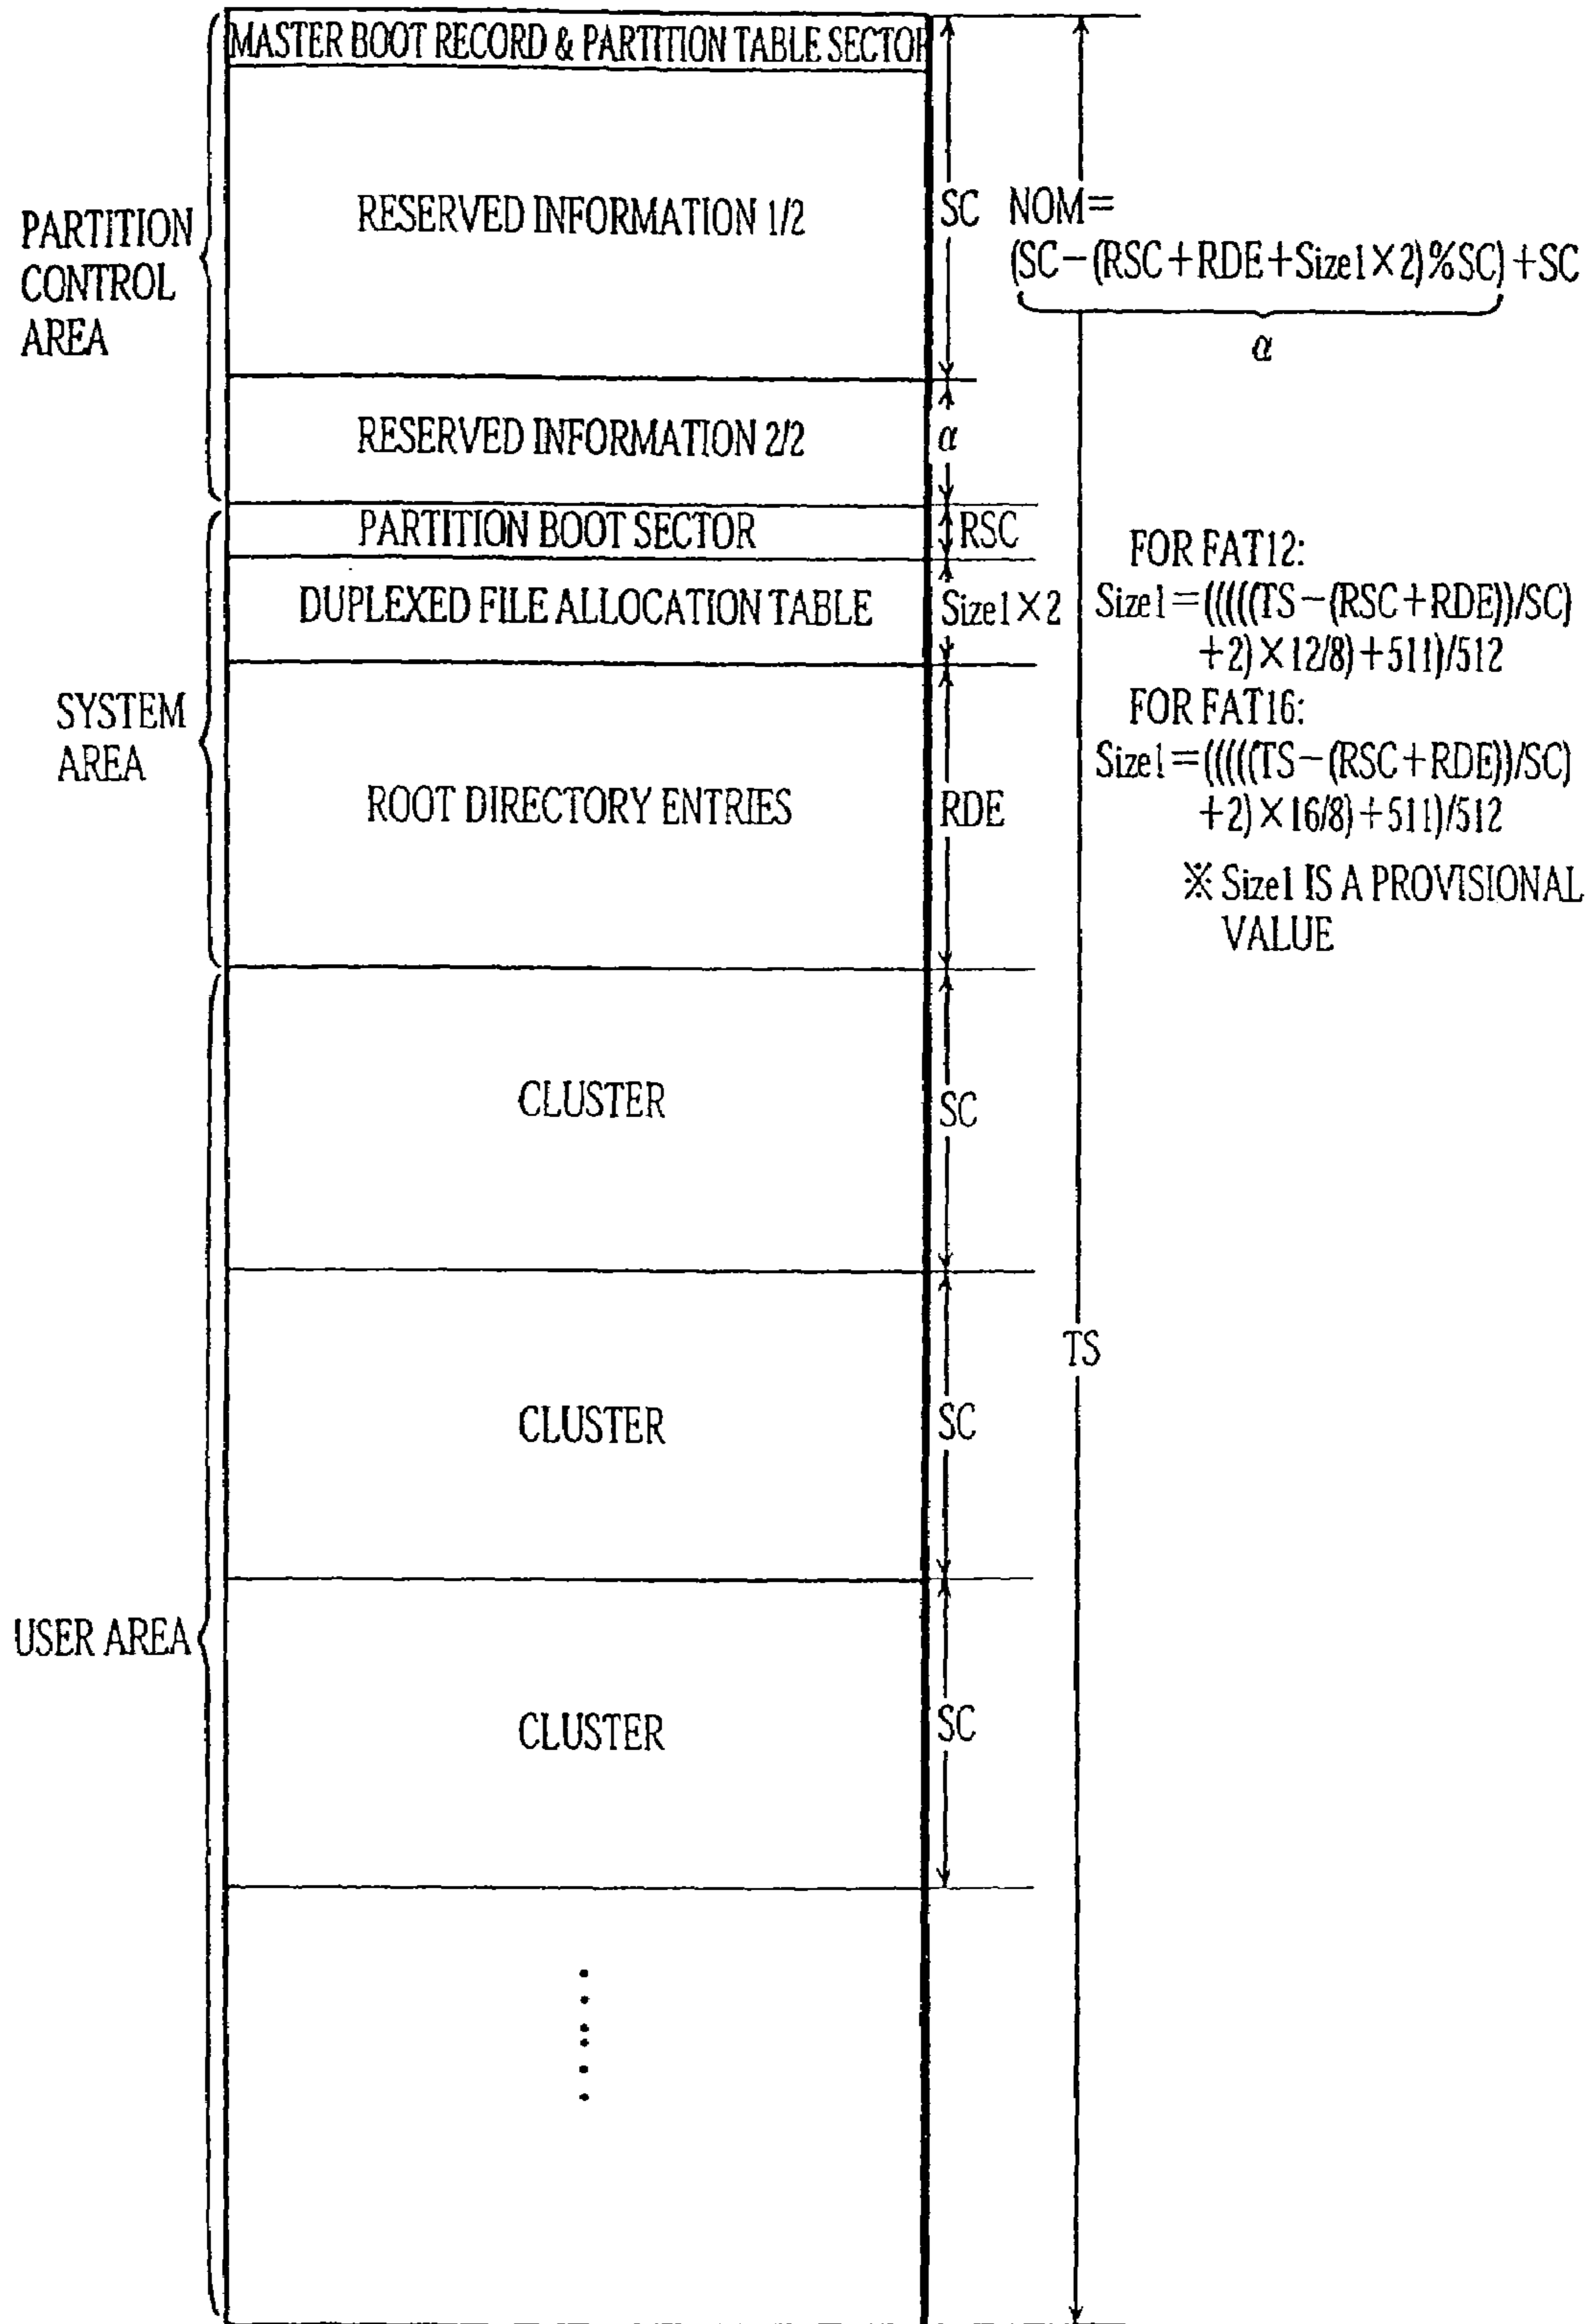 MASTER BOOT RECORD & PARTITION TABLE SECTOR
PARTITION
CONTROL
AREA
RESERVED INFORMATION 1/2
SC
NOM=
(SC-(RSC+RDE+Size1×2)%SC)+SC
α
RESERVED INFORMATION 2/2
α
PARTITION BOOT SECTOR
RSC
DUPLEXED FILE ALLOCATION TABLE
Size1×2
FOR FAT12:
Size1=(((((TS-(RSC+RDE))/SC)
+2)×12/8)+511)/512
FOR FAT16:
Size1=(((((TS-(RSC+RDE))/SC)
+2)×16/8)+511)/512
※ Size1 IS A PROVISIONAL
VALUE
SYSTEM
AREA
ROOT DIRECTORY ENTRIES
RDE
CLUSTER
SC
TS
CLUSTER
SC
USER AREA
CLUSTER
SC